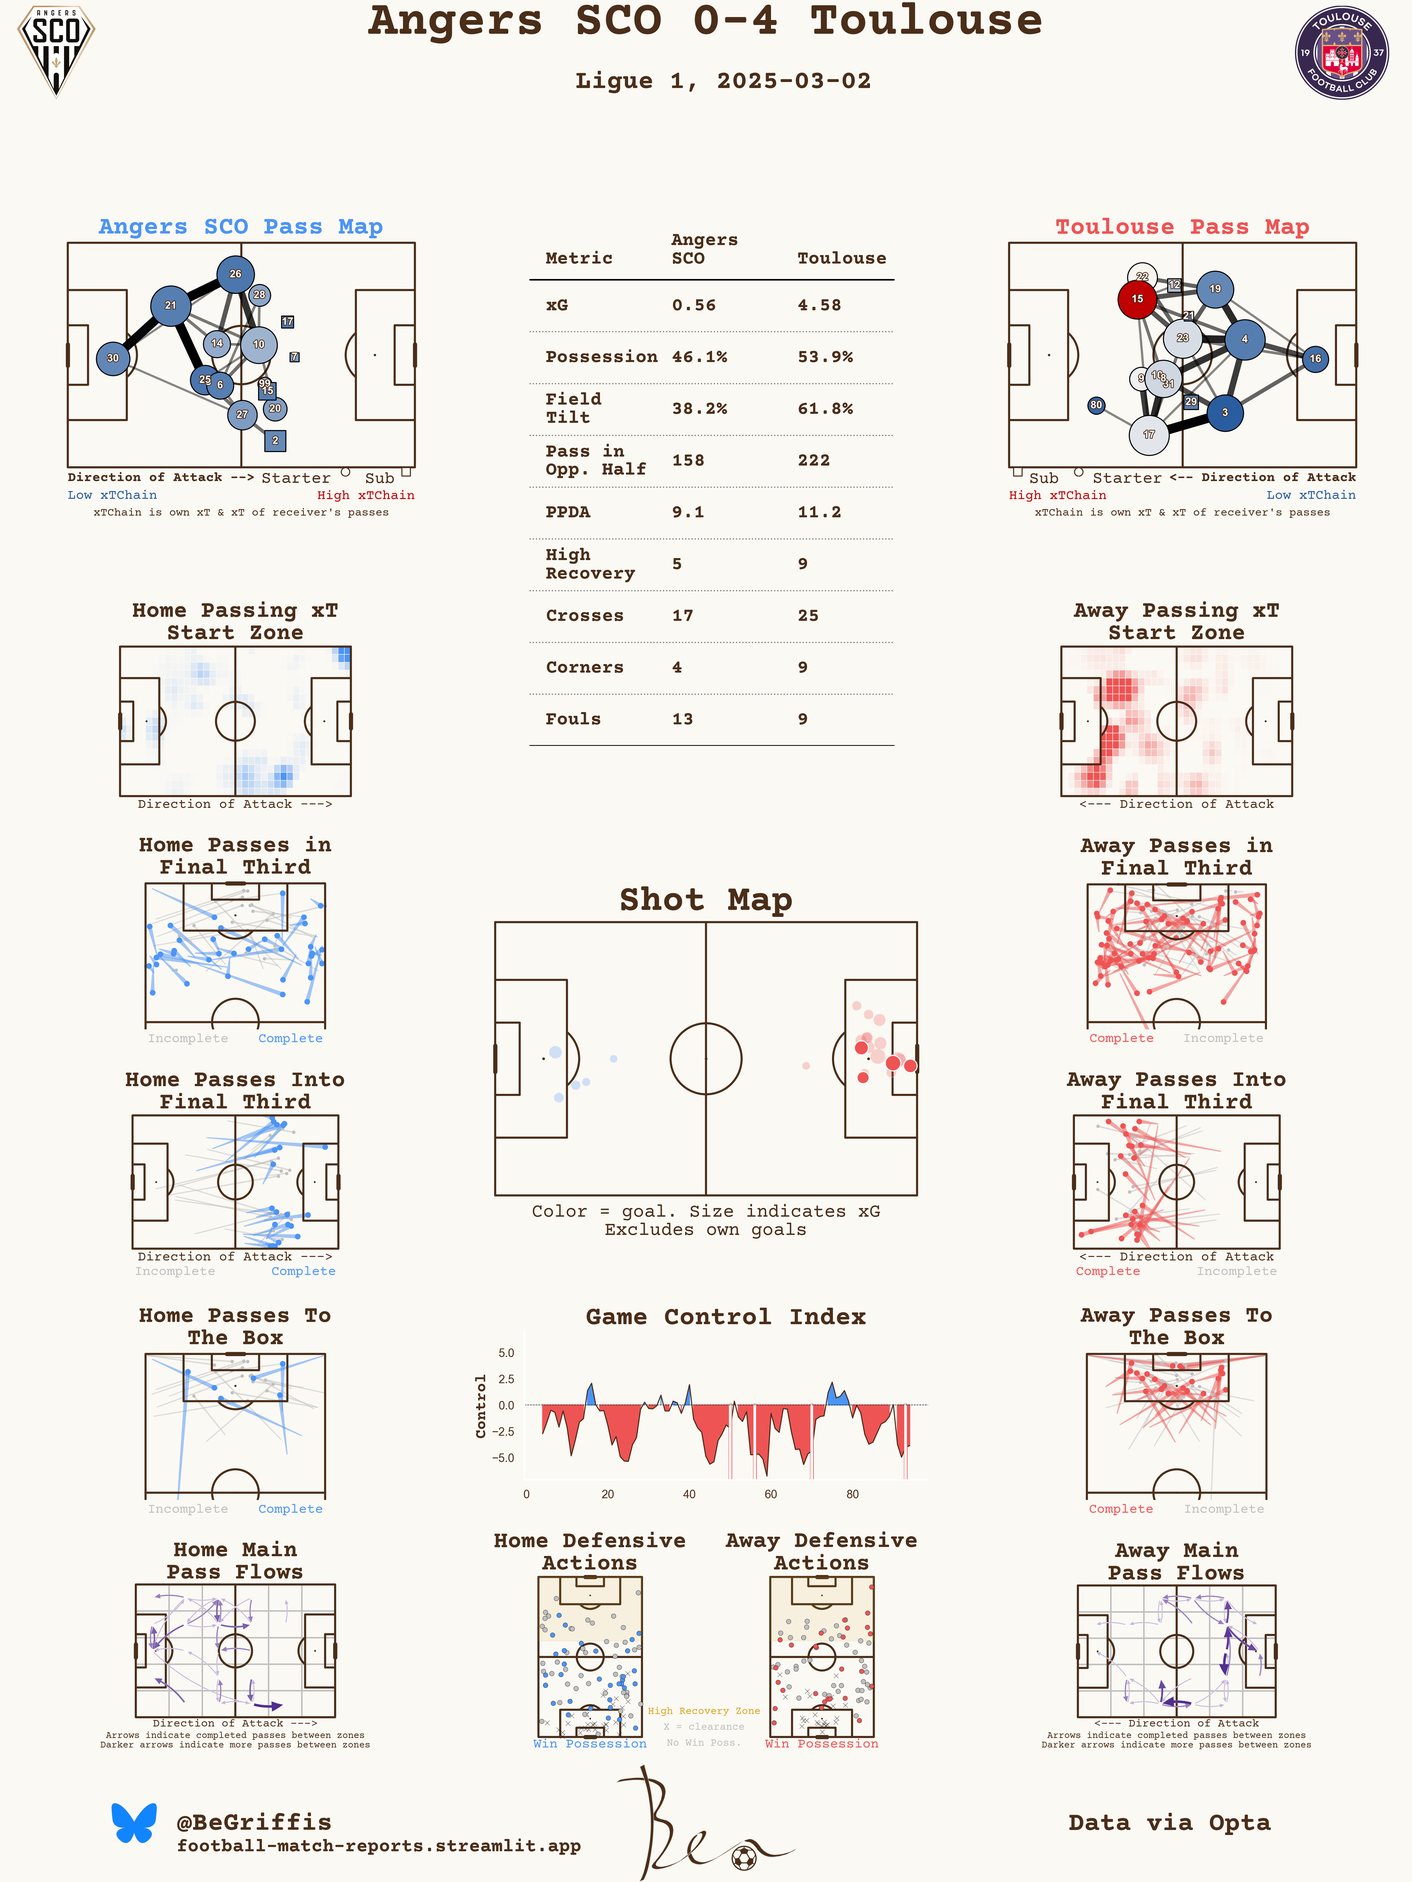 Angers SCO 0-4 Toulouse
Ligue 1, 2025-03-02
ANGERS
SCO
TOULOUSE
19 37
FOOTBALL CLUB
Angers SCO Pass Map
26
28
21
17
14
10
7
30
25
6
99
15
20
27
2
Direction of Attack --> Starter Sub
Low xTChain High xTChain
xTChain is own xT & xT of receiver's passes
Metric Angers SCO Toulouse
xG 0.56 4.58
Possession 46.1% 53.9%
Field Tilt 38.2% 61.8%
Pass in Opp. Half 158 222
PPDA 9.1 11.2
High Recovery 5 9
Crosses 17 25
Corners 4 9
Fouls 13 9
Toulouse Pass Map
22
12
19
15
21
23
4
16
9
10
8
31
80
29
3
17
Sub Starter <-- Direction of Attack
High xTChain Low xTChain
xTChain is own xT & xT of receiver's passes
Home Passing xT
Start Zone
Direction of Attack --->
Away Passing xT
Start Zone
<--- Direction of Attack
Home Passes in
Final Third
Incomplete Complete
Away Passes in
Final Third
Complete Incomplete
Shot Map
Color = goal. Size indicates xG
Excludes own goals
Home Passes Into
Final Third
Direction of Attack --->
Incomplete Complete
Away Passes Into
Final Third
<--- Direction of Attack
Complete Incomplete
Home Passes To
The Box
Incomplete Complete
Game Control Index
Control
5.0
2.5
0.0
−2.5
−5.0
0 20 40 60 80
Away Passes To
The Box
Complete Incomplete
Home Main
Pass Flows
Direction of Attack --->
Arrows indicate completed passes between zones
Darker arrows indicate more passes between zones
Home Defensive
Actions
Win Possession
High Recovery Zone
X = clearance
No Win Poss.
Away Defensive
Actions
Win Possession
Away Main
Pass Flows
<--- Direction of Attack
Arrows indicate completed passes between zones
Darker arrows indicate more passes between zones
@BeGriffis
football-match-reports.streamlit.app
Ben
Data via Opta